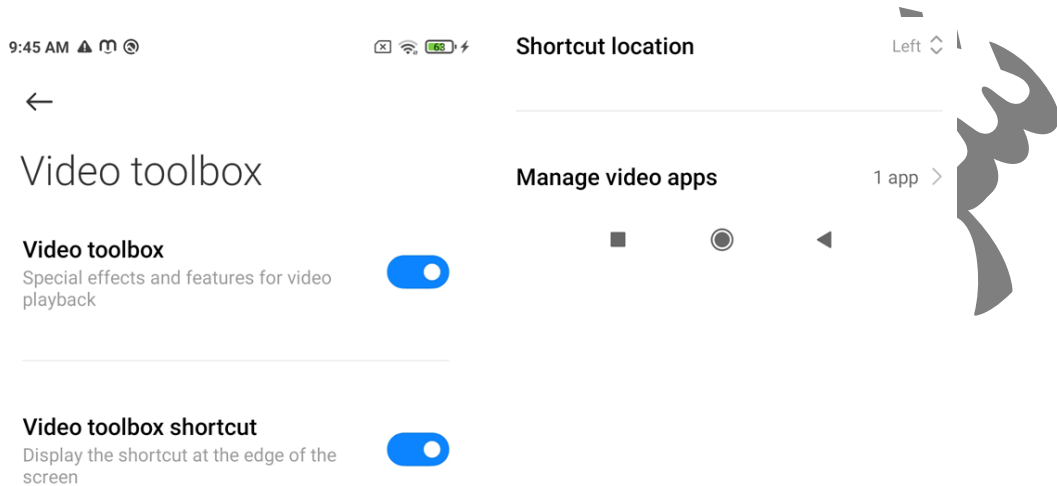 9:45 AM
63
Video toolbox
Video toolbox
Special effects and features for video
playback
Video toolbox shortcut
Display the shortcut at the edge of the
screen
Shortcut location
Left
Manage video apps
1 app